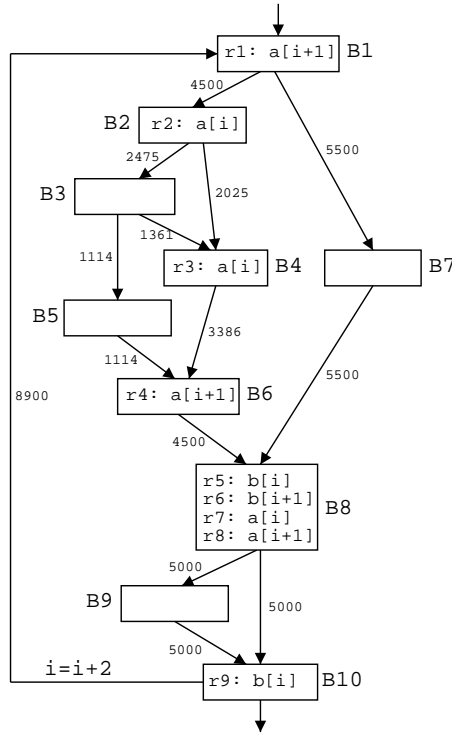 r1: a[i+1] B1
4500
B2 r2: a[i]
5500
2475
B3
2025
1361
1114
r3: a[i] B4
B7
B5
3386
1114
5500
8900
r4: a[i+1] B6
4500
r5: b[i]
r6: b[i+1]
r7: a[i]
r8: a[i+1]
B8
5000
B9
5000
5000
i=i+2
r9: b[i] B10